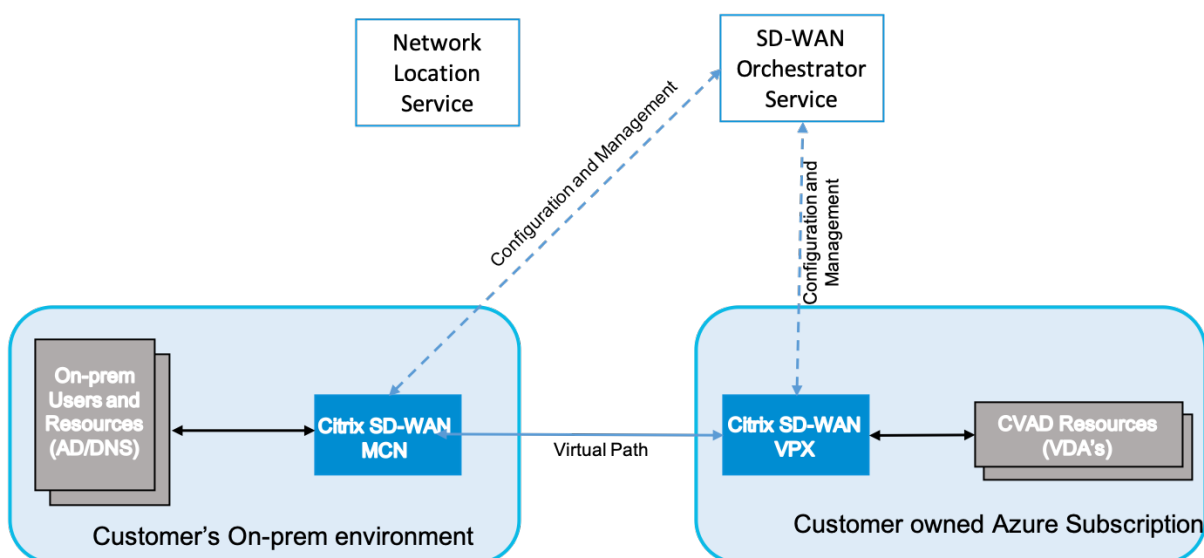 Network
Location
Service
SD-WAN
Orchestrator
Service
Configuration and Management
Configuration and
Management
On-prem
Users and
Resources
(AD/DNS)
Citrix SD-WAN
MCN
Virtual Path
Citrix SD-WAN
VPX
CVAD Resources
(VDA's)
Customer's On-prem environment
Customer owned Azure Subscription